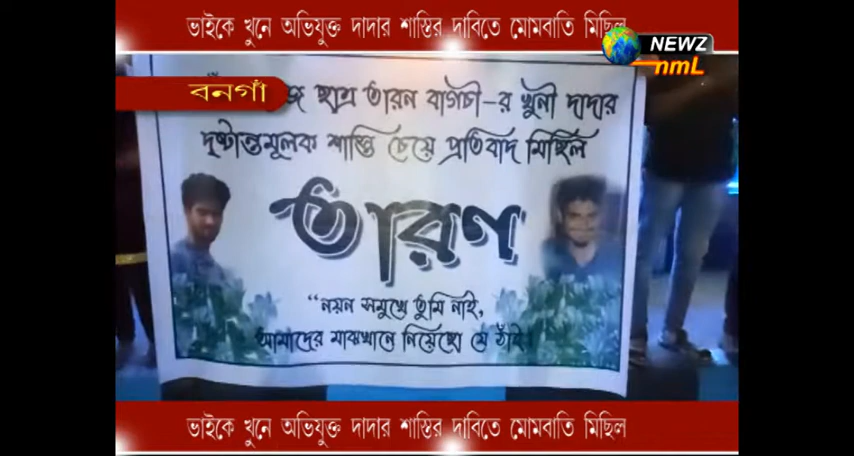 ভাইকে খুনে অভিযুক্ত দাদার শাস্তির দাবিতে মোমবাতি মিছিল
NEWZ
nmL
বনগাঁ
ছাত্র তারন বাগচী-র খুনী দাদার
দৃষ্টান্তমূলক শাস্তি চেয়ে প্রতিবাদ মিছিল
তারণ
"নয়ন সমুখে তুমি নাই,
আমাদের মাঝখানে নিয়েছো যে ঠাঁই
ভাইকে খুনে অভিযুক্ত দাদার শাস্তির দাবিতে মোমবাতি মিছিল